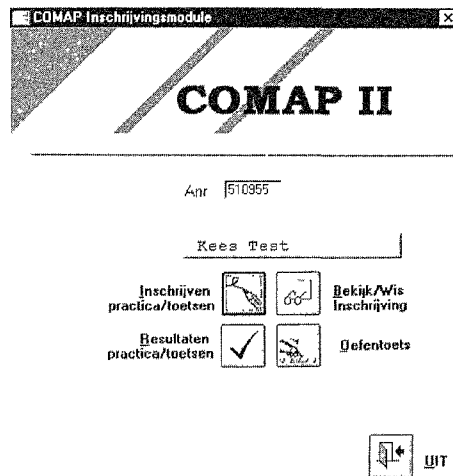 COMAP Inschrijvingsmodule
COMAP II
Anr 510955
Kees Test
Inschrijven
practica/toetsen
Bekijk/Wis
Inschrijving
Resultaten
practica/toetsen
Oefentoets
UIT